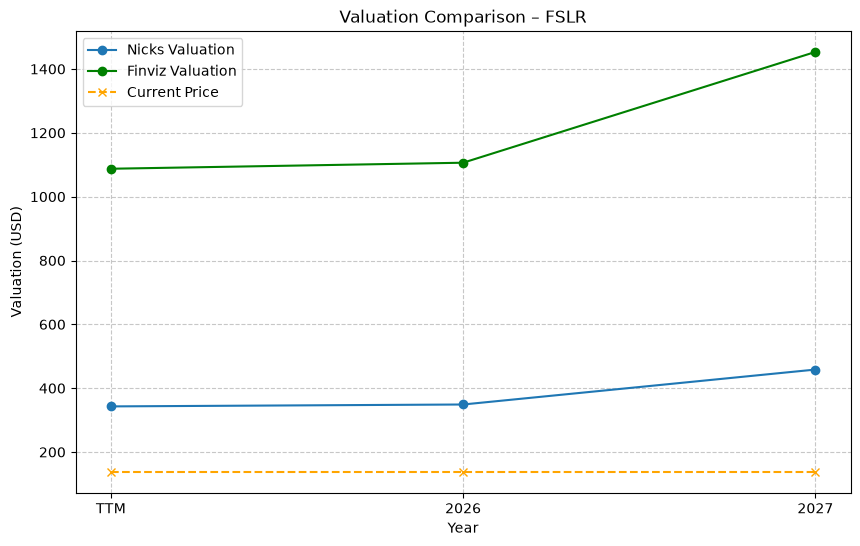 Valuation Comparison – FSLR
Nicks Valuation
Finviz Valuation
Current Price
Valuation (USD)
1400
1200
1000
800
600
400
200
TTM
2026
2027
Year